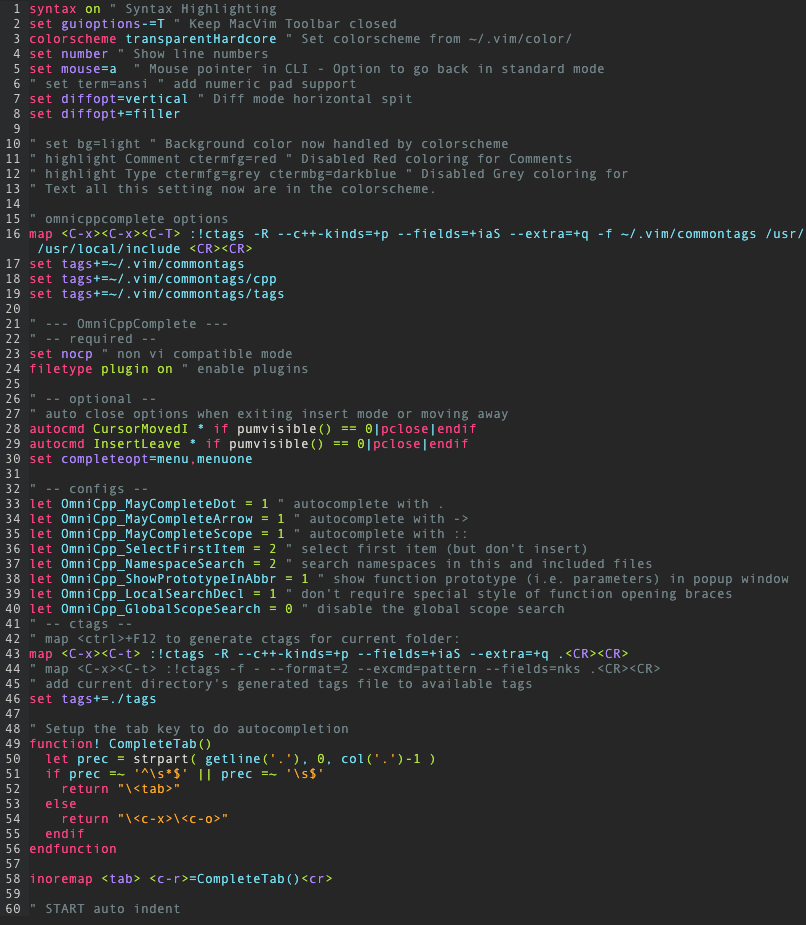 1 syntax on " Syntax Highlighting
2 set guioptions-=T " Keep MacVim Toolbar closed
3 colorscheme transparentHardcore " Set colorscheme from ~/.vim/color/
4 set number " Show line numbers
5 set mouse=a  " Mouse pointer in CLI - Option to go back in standard mode
6 " set term=ansi " add numeric pad support
7 set diffopt=vertical " Diff mode horizontal spit
8 set diffopt+=filler
9
10 " set bg=light " Background color now handled by colorscheme
11 " highlight Comment ctermfg=red " Disabled Red coloring for Comments
12 " highlight Type ctermfg=grey ctermbg=darkblue " Disabled Grey coloring for
13 " Text all this setting now are in the colorscheme.
14
15 " omnicppcomplete options
16 map <C-x><C-x><C-T> :!ctags -R --c++-kinds=+p --fields=+iaS --extra=+q -f ~/.vim/commontags /usr/
/usr/local/include <CR><CR>
17 set tags+=~/.vim/commontags
18 set tags+=~/.vim/commontags/cpp
19 set tags+=~/.vim/commontags/tags
20
21 " --- OmniCppComplete ---
22 " -- required --
23 set nocp " non vi compatible mode
24 filetype plugin on " enable plugins
25
26 " -- optional --
27 " auto close options when exiting insert mode or moving away
28 autocmd CursorMovedI * if pumvisible() == 0|pclose|endif
29 autocmd InsertLeave * if pumvisible() == 0|pclose|endif
30 set completeopt=menu,menuone
31
32 " -- configs --
33 let OmniCpp_MayCompleteDot = 1 " autocomplete with .
34 let OmniCpp_MayCompleteArrow = 1 " autocomplete with ->
35 let OmniCpp_MayCompleteScope = 1 " autocomplete with ::
36 let OmniCpp_SelectFirstItem = 2 " select first item (but don't insert)
37 let OmniCpp_NamespaceSearch = 2 " search namespaces in this and included files
38 let OmniCpp_ShowPrototypeInAbbr = 1 " show function prototype (i.e. parameters) in popup window
39 let OmniCpp_LocalSearchDecl = 1 " don't require special style of function opening braces
40 let OmniCpp_GlobalScopeSearch = 0 " disable the global scope search
41 " -- ctags --
42 " map <ctrl>+F12 to generate ctags for current folder:
43 map <C-x><C-t> :!ctags -R --c++-kinds=+p --fields=+iaS --extra=+q .<CR><CR>
44 " map <C-x><C-t> :!ctags -f - --format=2 --excmd=pattern --fields=nks .<CR><CR>
45 " add current directory's generated tags file to available tags
46 set tags+=./tags
47
48 " Setup the tab key to do autocompletion
49 function! CompleteTab()
50   let prec = strpart( getline('.'), 0, col('.')-1 )
51   if prec =~ '^\s*$' || prec =~ '\s$'
52     return "\<tab>"
53   else
54     return "\<c-x>\<c-o>"
55   endif
56 endfunction
57
58 inoremap <tab> <c-r>=CompleteTab()<cr>
59
60 " START auto indent